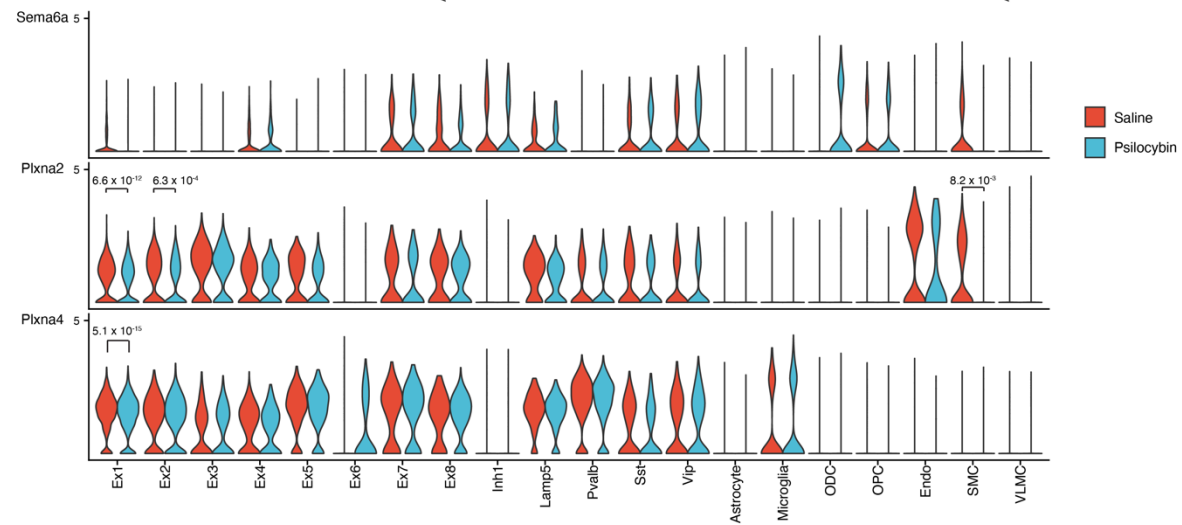 Sema6a 5
Saline
Psilocybin
Plxna2 5
6.6 x 10⁻¹² 6.3 x 10⁻⁴ 8.2 x 10⁻³
Plxna4 5
5.1 x 10⁻¹⁵
Ex1 Ex2 Ex3 Ex4 Ex5 Ex6 Ex7 Ex8 Inh1 Lamp5 Pvalb Sst Vip Astrocyte Microglia ODC OPC Endo SMC VLMC